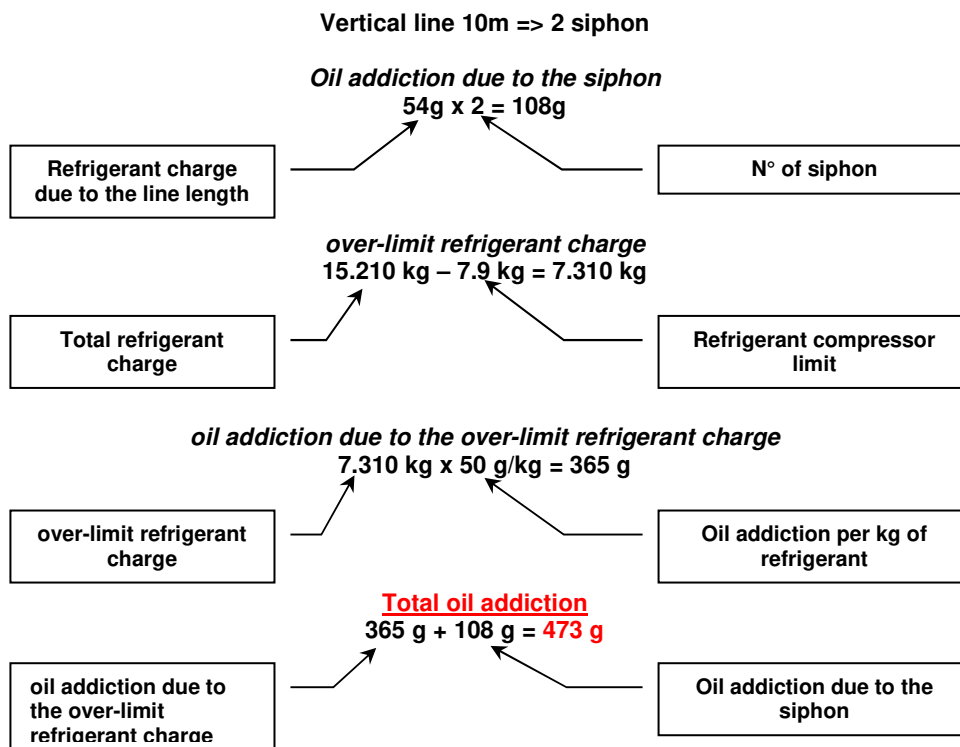 Vertical line 10m => 2 siphon
Oil addiction due to the siphon
54g x 2 = 108g
Refrigerant charge
due to the line length
N° of siphon
over-limit refrigerant charge
15.210 kg – 7.9 kg = 7.310 kg
Total refrigerant
charge
Refrigerant compressor
limit
oil addiction due to the over-limit refrigerant charge
7.310 kg x 50 g/kg = 365 g
over-limit refrigerant
charge
Oil addiction per kg of
refrigerant
Total oil addiction
365 g + 108 g = 473 g
oil addiction due to
the over-limit
refrigerant charge
Oil addiction due to the
siphon